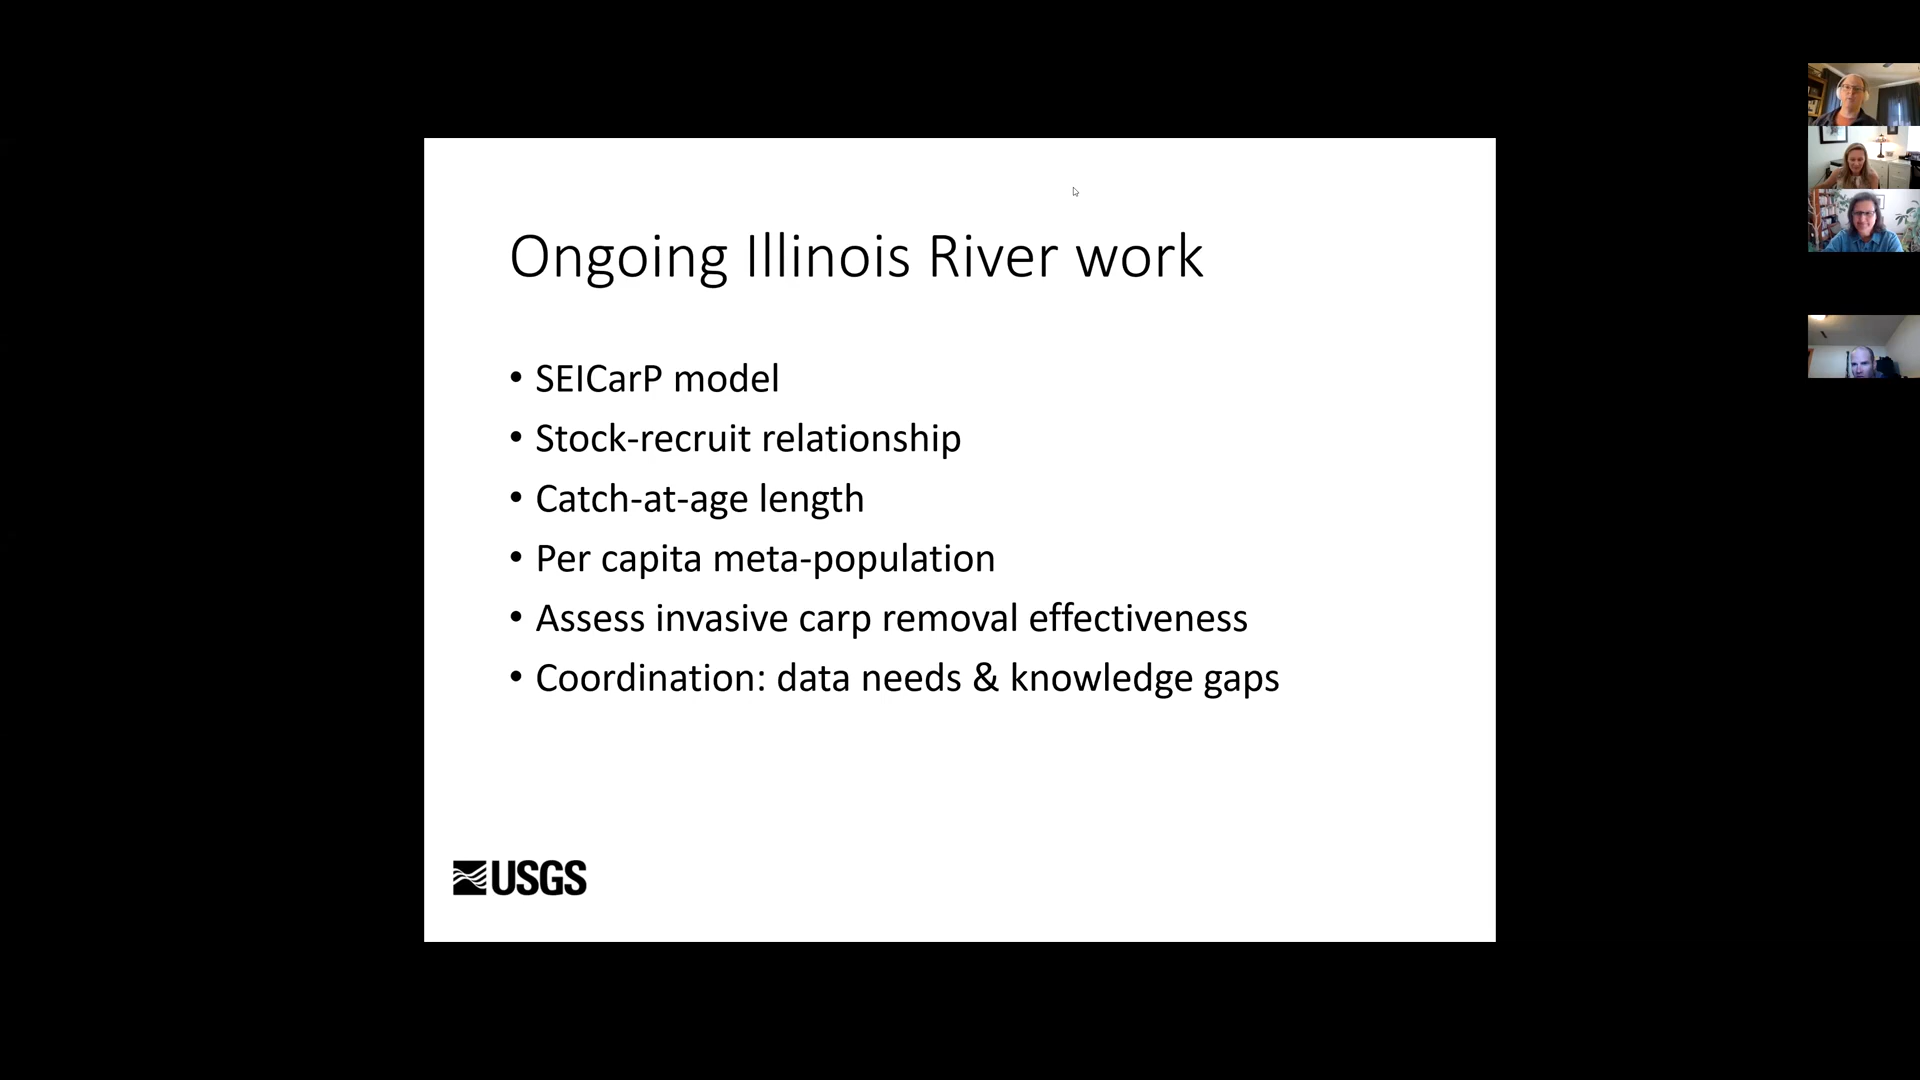 Ongoing Illinois River work
• SEICarP model
• Stock-recruit relationship
• Catch-at-age length
• Per capita meta-population
• Assess invasive carp removal effectiveness
• Coordination: data needs & knowledge gaps
USGS